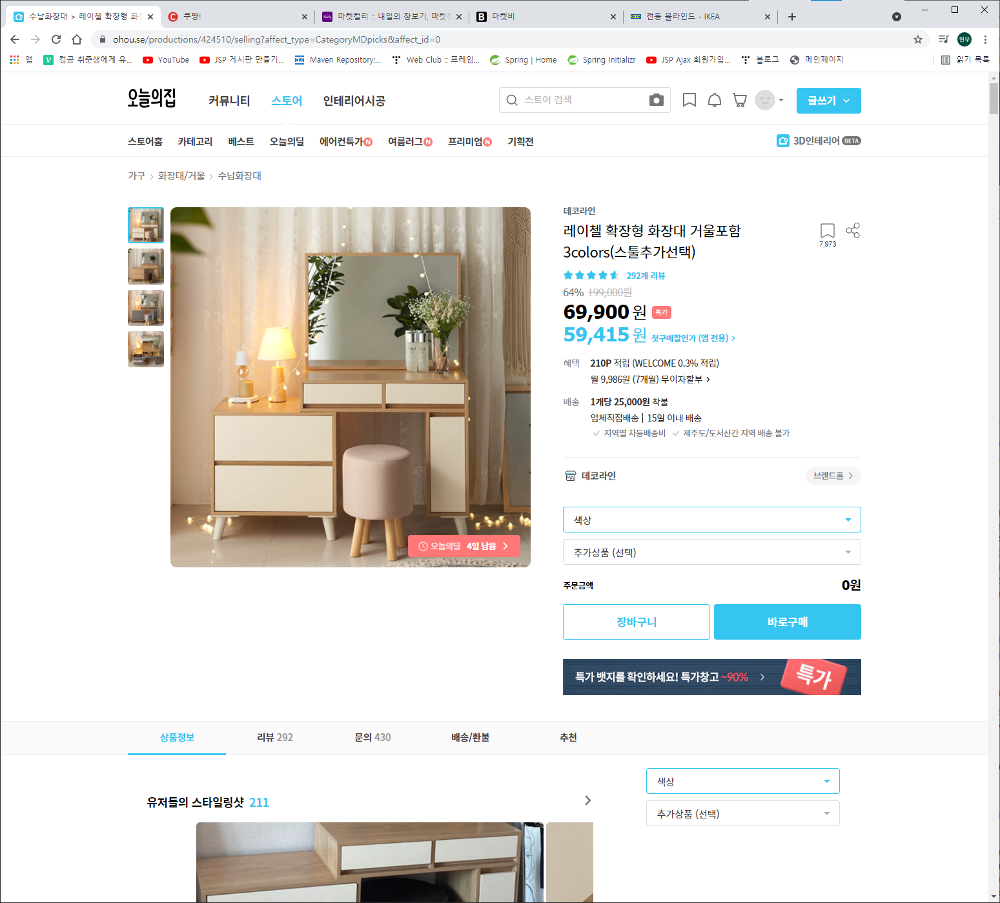 수납화장대 > 레이첼 확장형 화장
쿠팡!
마켓컬리 :: 내일의 장보기, 마켓컬
마켓비
전동 블라인드 - IKEA
ohou.se/productions/424510/selling?affect_type=CategoryMDpicks&affect_id=0
현우
앱
컴공 취준생에게 유...
YouTube
JSP 게시판 만들기...
Maven Repository:...
Web Club :: 프레임...
Spring | Home
Spring Initializr
JSP Ajax 회원가입...
블로그
메인페이지
읽기 목록
오늘의집
커뮤니티
스토어
인테리어시공
스토어 검색
글쓰기
스토어홈
카테고리
베스트
오늘의딜
에어컨특가 N
여름러그 N
프리미엄 N
기획전
3D인테리어 BETA
가구 > 화장대/거울 > 수납화장대
데코라인
레이첼 확장형 화장대 거울포함
3colors(스툴추가선택)
7,973
292개 리뷰
64% 199,000원
69,900 원 특가
59,415 원 첫구매할인가 (앱 전용) >
혜택 210P 적립 (WELCOME 0.3% 적립)
월 9,986원 (7개월) 무이자할부 >
배송 1개당 25,000원 착불
업체직접배송 | 15일 이내 배송
지역별 차등배송비 제주도/도서산간 지역 배송 불가
데코라인
브랜드홈 >
색상
추가상품 (선택)
오늘의딜 4일 남음 >
주문금액 0원
장바구니
바로구매
특가 뱃지를 확인하세요! 특가창고 ~90% >
특가
상품정보
리뷰 292
문의 430
배송/환불
추천
유저들의 스타일링샷 211
색상
추가상품 (선택)